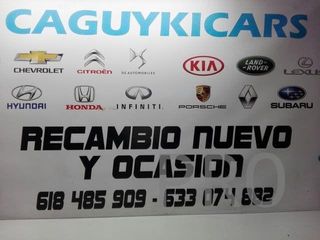 CAGUYKICARS
CHEVROLET CITROËN DS AUTOMOBILES KIA LAND ROVER LEXUS
HYUNDAI HONDA INFINITI PORSCHE RENAULT SUBARU
RECAMBIO NUEVO
Y OCASION
618 485 909 - 633 074 832